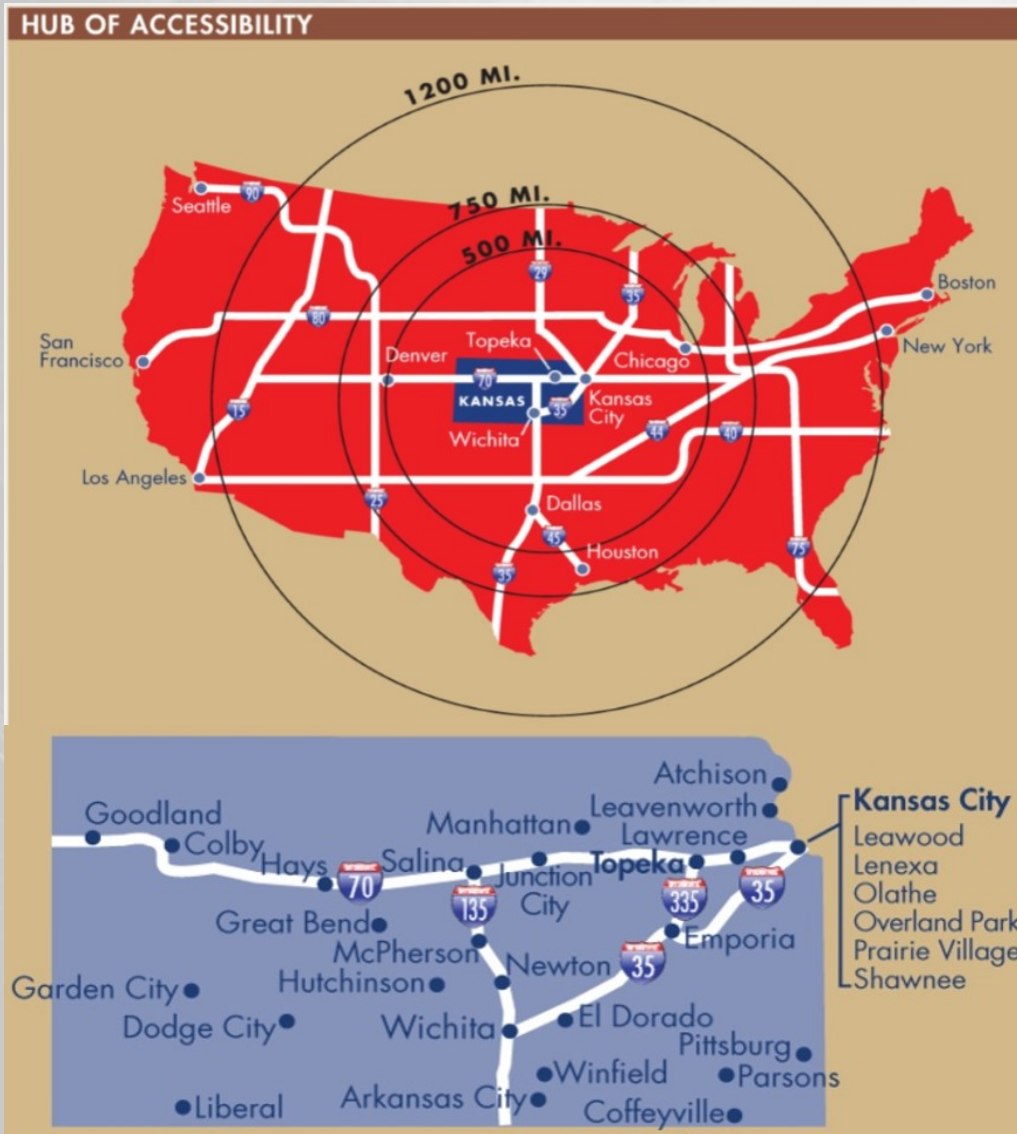 HUB OF ACCESSIBILITY
1200 MI.
750 MI.
500 MI.
Seattle
90
29
35
Boston
80
San
Francisco
New York
Denver
Topeka
Chicago
70
KANSAS
35
Kansas
City
15
Wichita
44
40
Los Angeles
25
Dallas
45
Houston
35
75
Atchison
Leavenworth
Kansas City
Goodland
Manhattan
Lawrence
Leawood
Colby
Hays
70
Salina
Junction
City
Topeka
Lenexa
Olathe
135
335
35
Great Bend
Overland Park
McPherson
Emporia
Prairie Village
Newton
35
Shawnee
Garden City
Hutchinson
Dodge City
Wichita
El Dorado
Pittsburg
Winfield
Parsons
Liberal
Arkansas City
Coffeyville